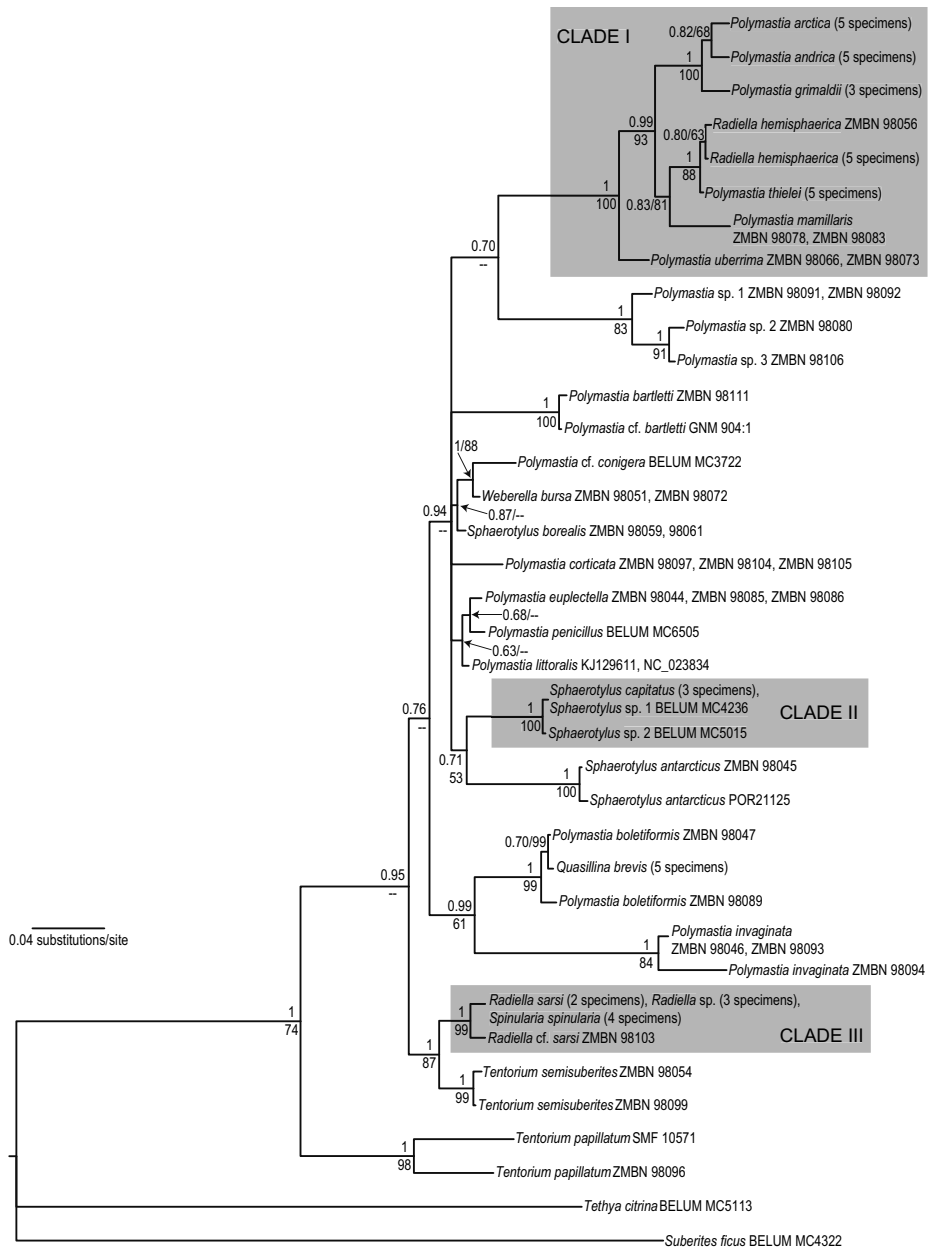 CLADE I
0.82/68
Polymastia arctica (5 specimens)
1
100
Polymastia andrica (5 specimens)
Polymastia grimaldii (3 specimens)
0.99
93
0.80/63
Radiella hemisphaerica ZMBN 98056
1
88
Radiella hemisphaerica (5 specimens)
Polymastia thielei (5 specimens)
1
100
0.83/81
Polymastia mamillaris
ZMBN 98078, ZMBN 98083
Polymastia uberrima ZMBN 98066, ZMBN 98073
0.70
--
Polymastia sp. 1 ZMBN 98091, ZMBN 98092
1
83
Polymastia sp. 2 ZMBN 98080
1
91
Polymastia sp. 3 ZMBN 98106
Polymastia bartletti ZMBN 98111
1
100
Polymastia cf. bartletti GNM 904:1
1/88
Polymastia cf. conigera BELUM MC3722
Weberella bursa ZMBN 98051, ZMBN 98072
0.87/--
Sphaerotylus borealis ZMBN 98059, 98061
0.94
--
Polymastia corticata ZMBN 98097, ZMBN 98104, ZMBN 98105
Polymastia euplectella ZMBN 98044, ZMBN 98085, ZMBN 98086
0.68/--
Polymastia penicillus BELUM MC6505
0.63/--
Polymastia littoralis KJ129611, NC_023834
Sphaerotylus capitatus (3 specimens),
Sphaerotylus sp. 1 BELUM MC4236
1
100
CLADE II
Sphaerotylus sp. 2 BELUM MC5015
0.76
--
0.71
53
Sphaerotylus antarcticus ZMBN 98045
1
100
Sphaerotylus antarcticus POR21125
0.70/99
Polymastia boletiformis ZMBN 98047
Quasillina brevis (5 specimens)
1
99
Polymastia boletiformis ZMBN 98089
0.95
--
0.99
61
0.04 substitutions/site
Polymastia invaginata
ZMBN 98046, ZMBN 98093
1
84
Polymastia invaginata ZMBN 98094
Radiella sarsi (2 specimens), Radiella sp. (3 specimens),
Spinularia spinularia (4 specimens)
1
99
Radiella cf. sarsi ZMBN 98103
CLADE III
1
74
1
87
Tentorium semisuberites ZMBN 98054
1
99
Tentorium semisuberites ZMBN 98099
Tentorium papillatum SMF 10571
1
98
Tentorium papillatum ZMBN 98096
Tethya citrina BELUM MC5113
Suberites ficus BELUM MC4322